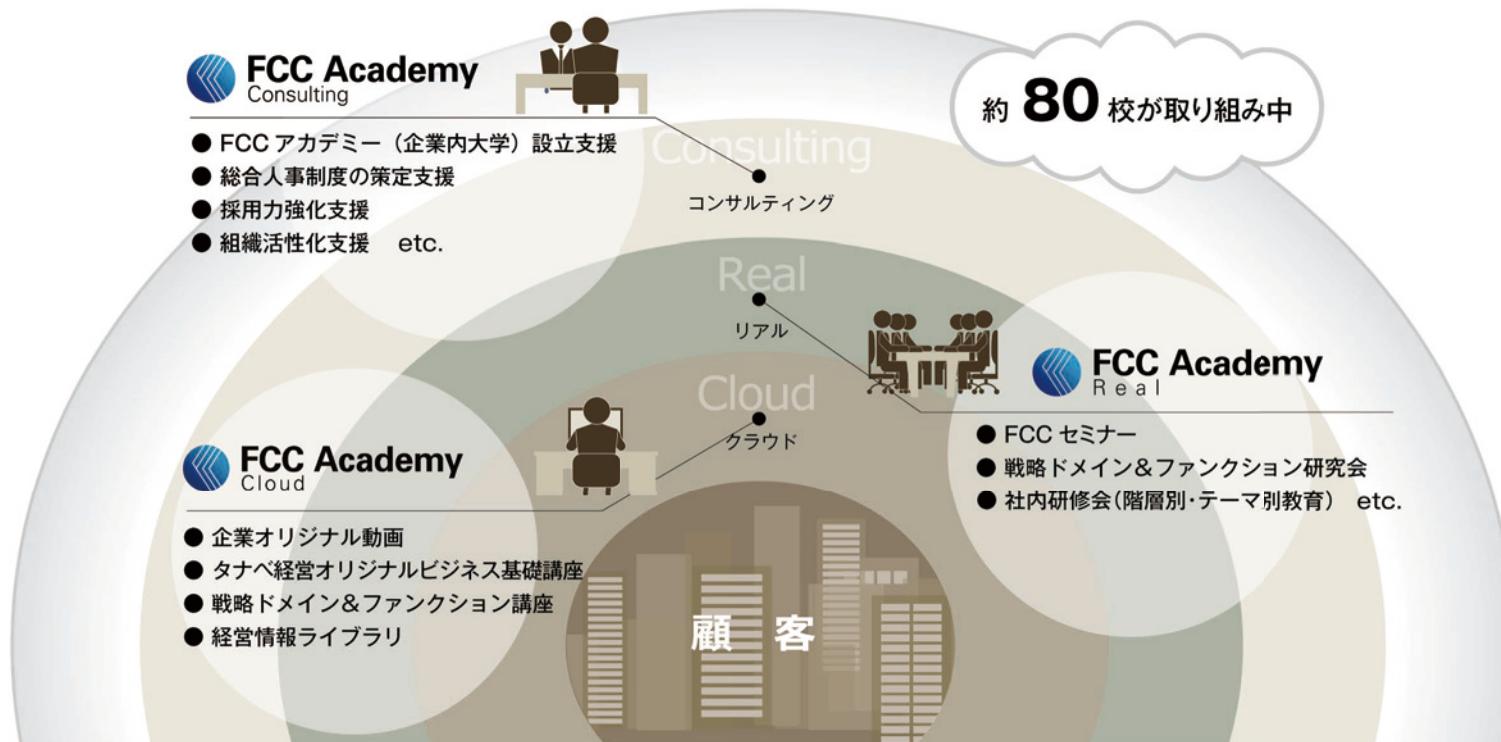 FCC Academy
Consulting
● FCC アカデミー（企業内大学）設立支援
● 総合人事制度の策定支援
● 採用力強化支援
● 組織活性化支援　etc.
約 80 校が取り組み中
Consulting
コンサルティング
Real
リアル
FCC Academy
Real
● FCC セミナー
● 戦略ドメイン＆ファンクション研究会
● 社内研修会（階層別・テーマ別教育）　etc.
Cloud
クラウド
FCC Academy
Cloud
● 企業オリジナル動画
● タナベ経営オリジナルビジネス基礎講座
● 戦略ドメイン＆ファンクション講座
● 経営情報ライブラリ
顧　客